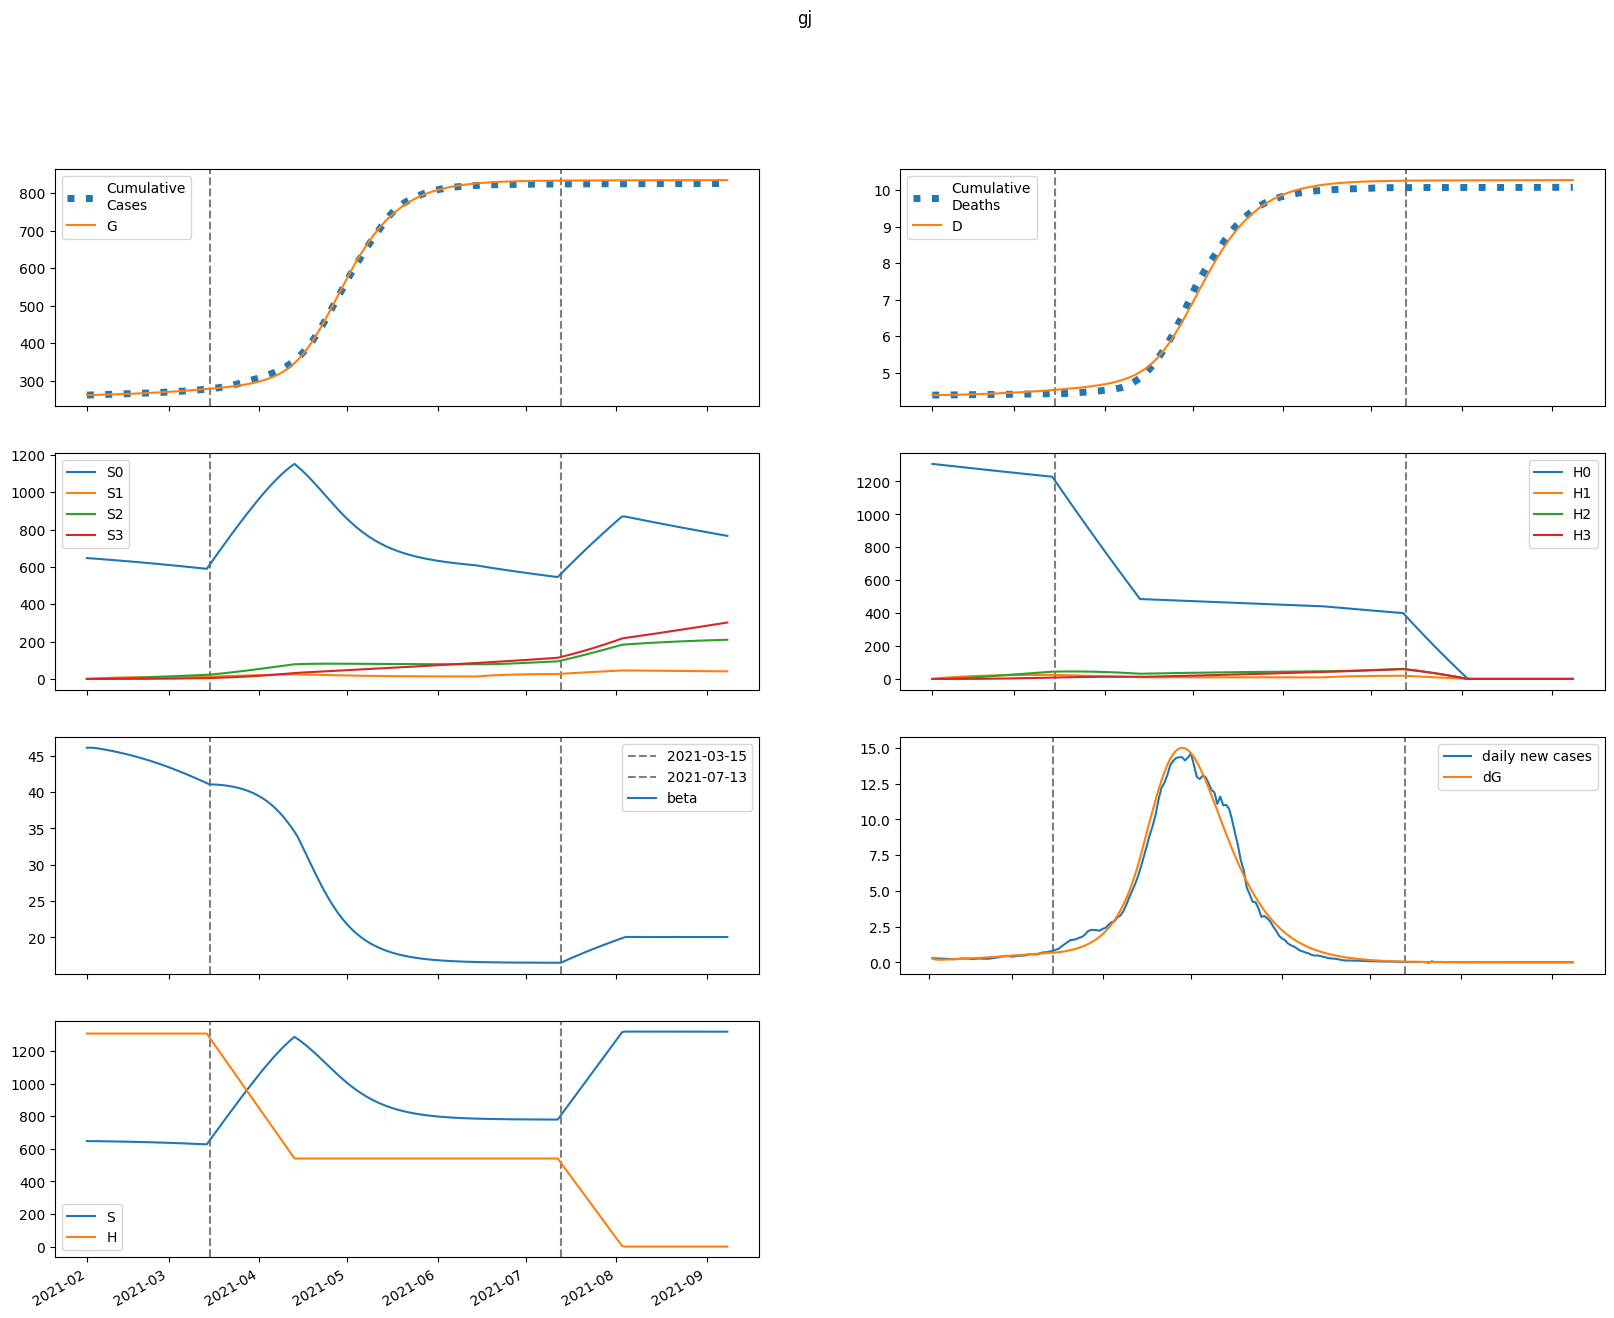 gj
Cumulative
Cases
G
800
700
600
500
400
300
Cumulative
Deaths
D
10
9
8
7
6
5
S0
S1
S2
S3
1200
1000
800
600
400
200
0
H0
H1
H2
H3
1200
1000
800
600
400
200
0
2021-03-15
2021-07-13
beta
45
40
35
30
25
20
daily new cases
dG
15.0
12.5
10.0
7.5
5.0
2.5
0.0
S
H
1200
1000
800
600
400
200
0
2021-02
2021-03
2021-04
2021-05
2021-06
2021-07
2021-08
2021-09